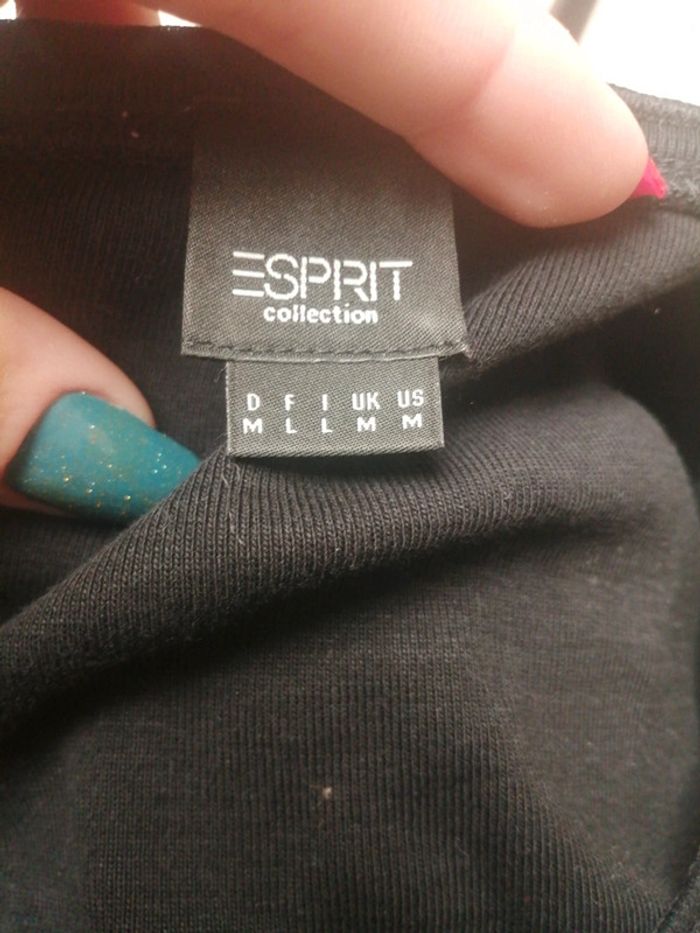 ESPRIT
collection
D F I UK US
M L L M M